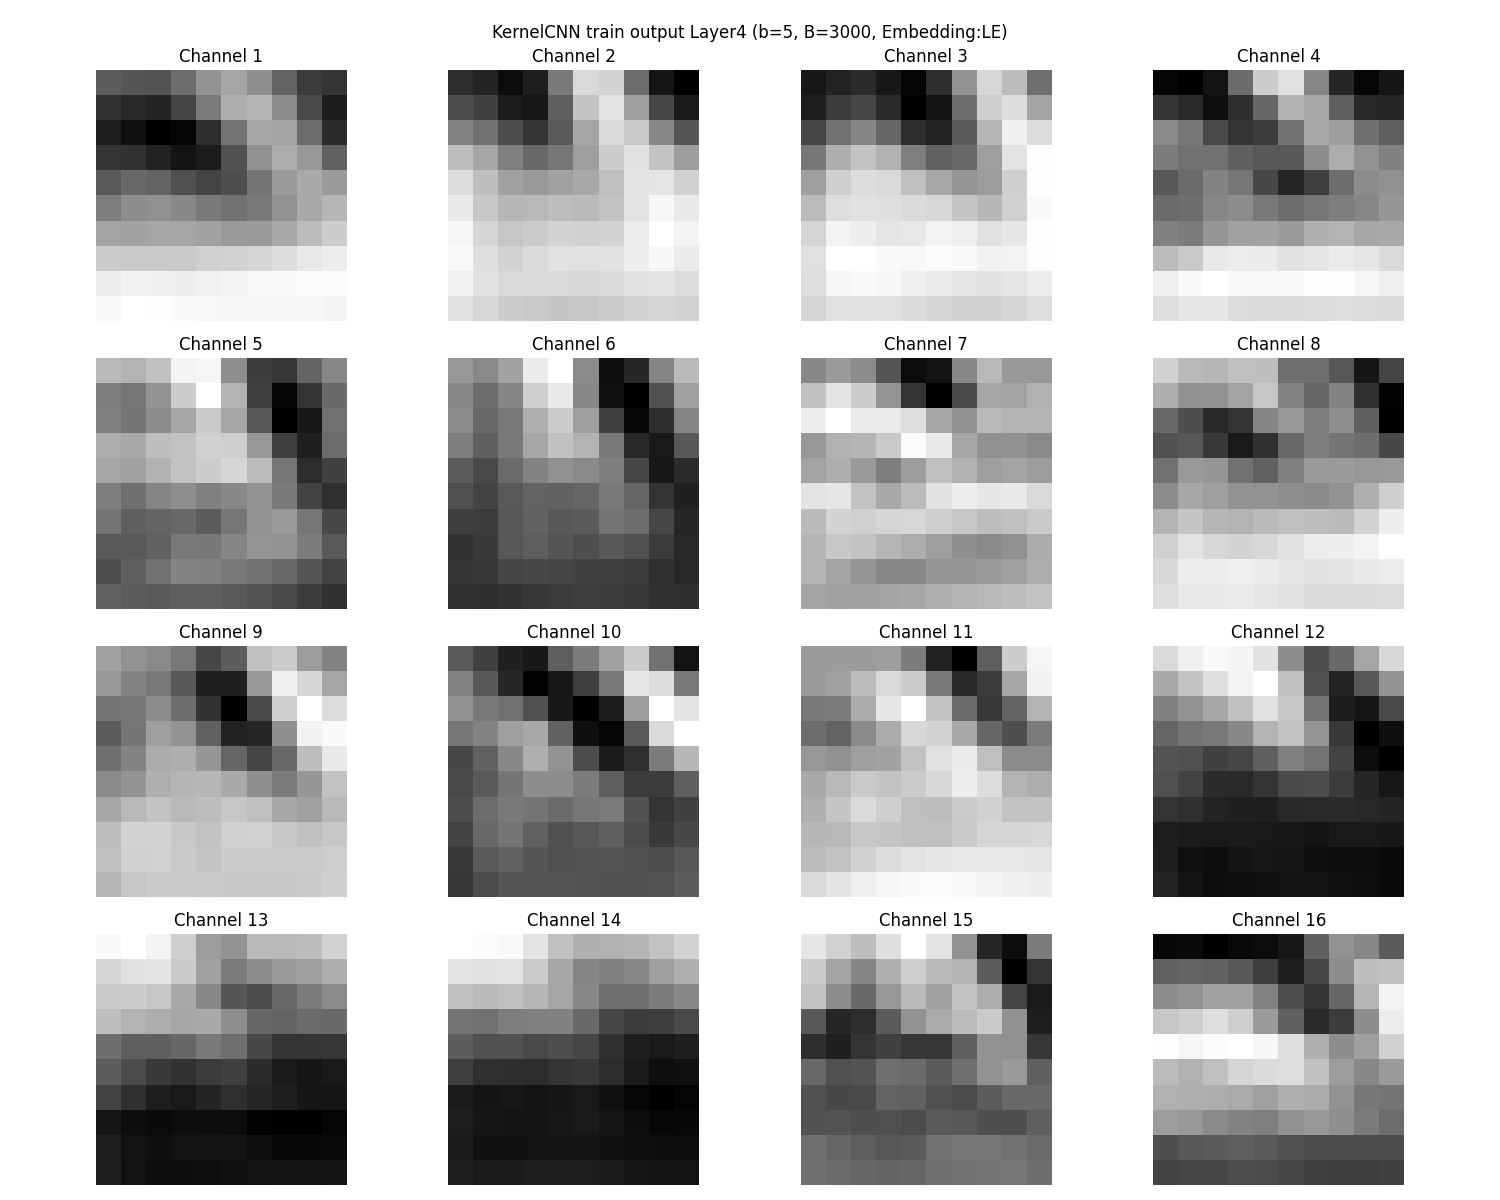 KernelCNN train output Layer4 (b=5, B=3000, Embedding:LE)
Channel 1
Channel 2
Channel 3
Channel 4
Channel 5
Channel 6
Channel 7
Channel 8
Channel 9
Channel 10
Channel 11
Channel 12
Channel 13
Channel 14
Channel 15
Channel 16